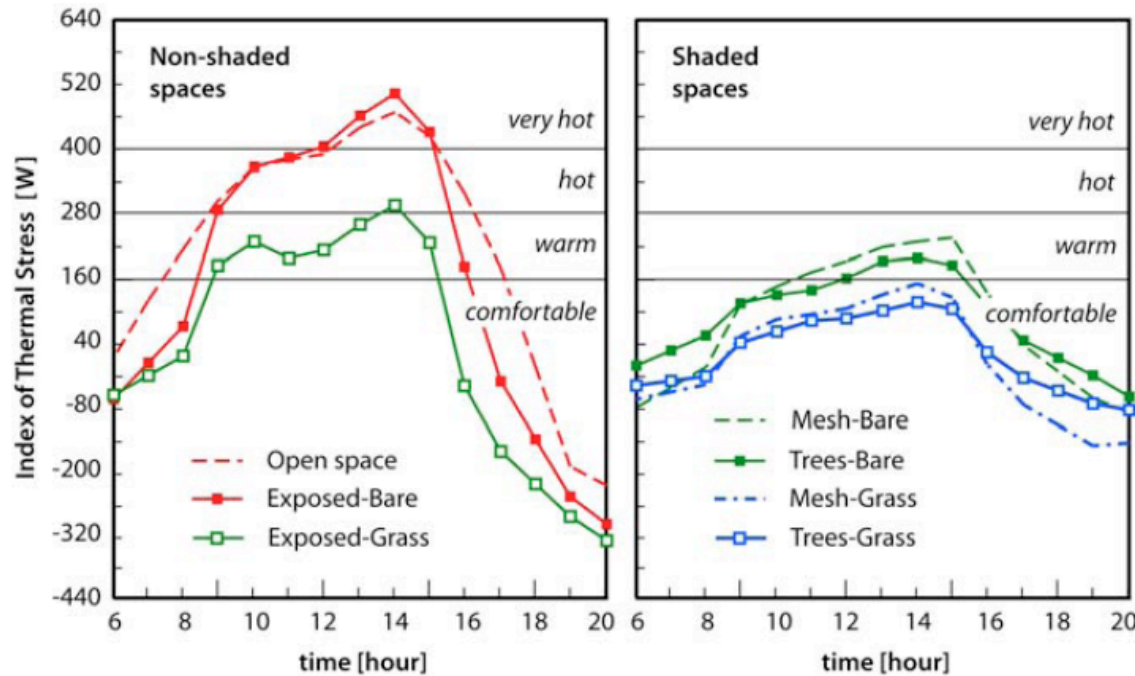 Index of Thermal Stress [W]
640
520
400
280
160
40
-80
-200
-320
-440
Non-shaded
spaces
very hot
hot
warm
comfortable
Open space
Exposed-Bare
Exposed-Grass
6 8 10 12 14 16 18 20
time [hour]
Shaded
spaces
very hot
hot
warm
comfortable
Mesh-Bare
Trees-Bare
Mesh-Grass
Trees-Grass
6 8 10 12 14 16 18 20
time [hour]